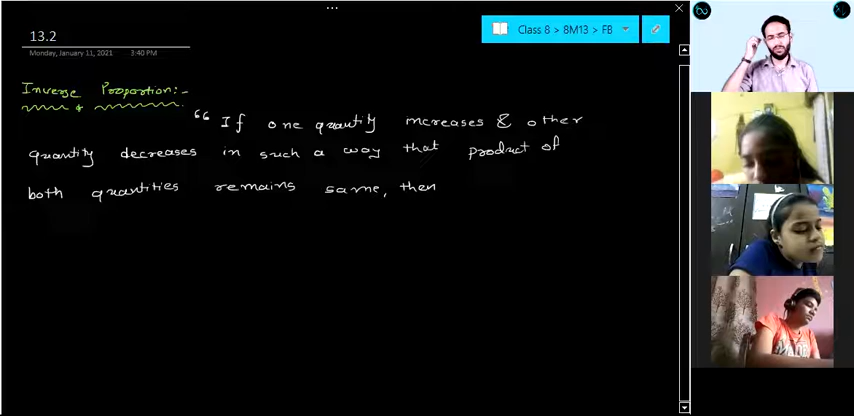 13.2
Monday, January 11, 2021 3:40 PM
Class 8 > 8M13 > FB
Inverse Proportion:-
“ If one quantity increases & other
quantity decreases in such a way that product of
both quantities remains same, then